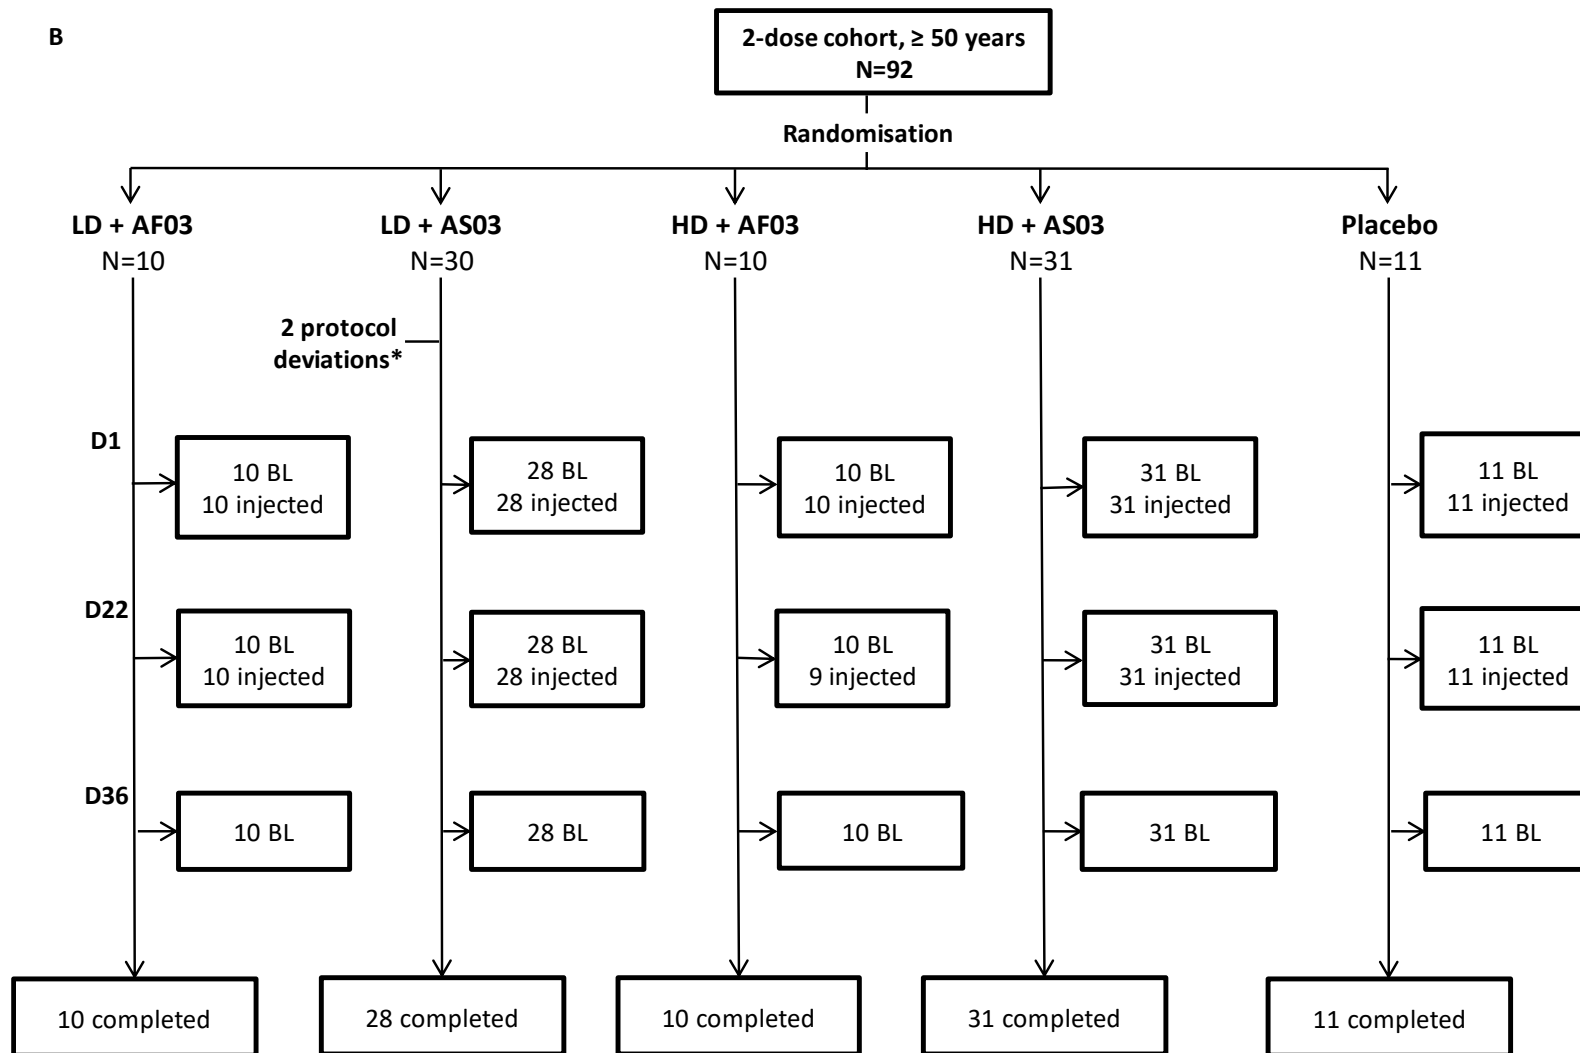 B
2-dose cohort, ≥ 50 years
N=92
Randomisation
LD + AF03
N=10
LD + AS03
N=30
HD + AF03
N=10
HD + AS03
N=31
Placebo
N=11
2 protocol
deviations*
D1
10 BL
10 injected
28 BL
28 injected
10 BL
10 injected
31 BL
31 injected
11 BL
11 injected
D22
10 BL
10 injected
28 BL
28 injected
10 BL
9 injected
31 BL
31 injected
11 BL
11 injected
D36
10 BL
28 BL
10 BL
31 BL
11 BL
10 completed
28 completed
10 completed
31 completed
11 completed